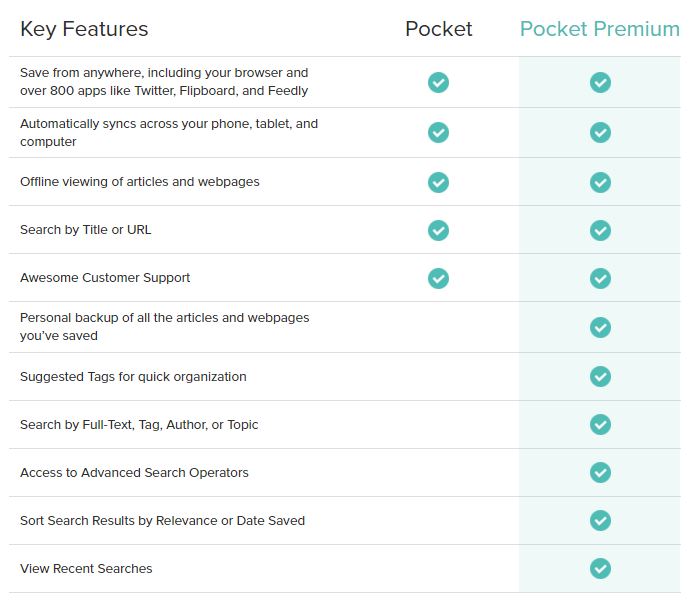 Key Features Pocket Pocket Premium
Save from anywhere, including your browser and
over 800 apps like Twitter, Flipboard, and Feedly
Automatically syncs across your phone, tablet, and
computer
Offline viewing of articles and webpages
Search by Title or URL
Awesome Customer Support
Personal backup of all the articles and webpages
you've saved
Suggested Tags for quick organization
Search by Full-Text, Tag, Author, or Topic
Access to Advanced Search Operators
Sort Search Results by Relevance or Date Saved
View Recent Searches